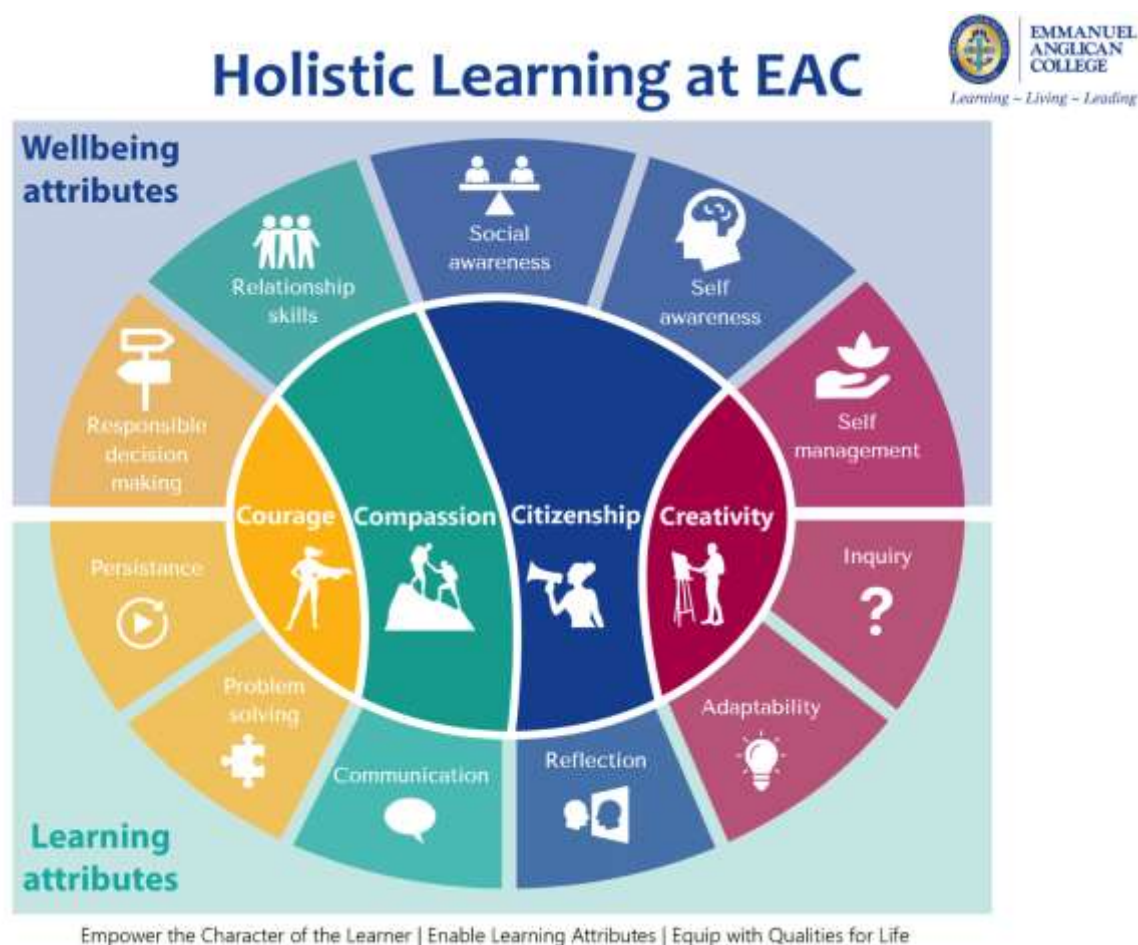 Holistic Learning at EAC
EMMANUEL
ANGLICAN
COLLEGE
Learning ~ Living ~ Leading
Wellbeing
attributes
Social
awareness
Relationship
skills
Self
awareness
Responsible
decision
making
Self
management
Courage
Compassion
Citizenship
Creativity
Persistance
Inquiry
?
Problem
solving
Adaptability
Communication
Reflection
Learning
attributes
Empower the Character of the Learner | Enable Learning Attributes | Equip with Qualities for Life